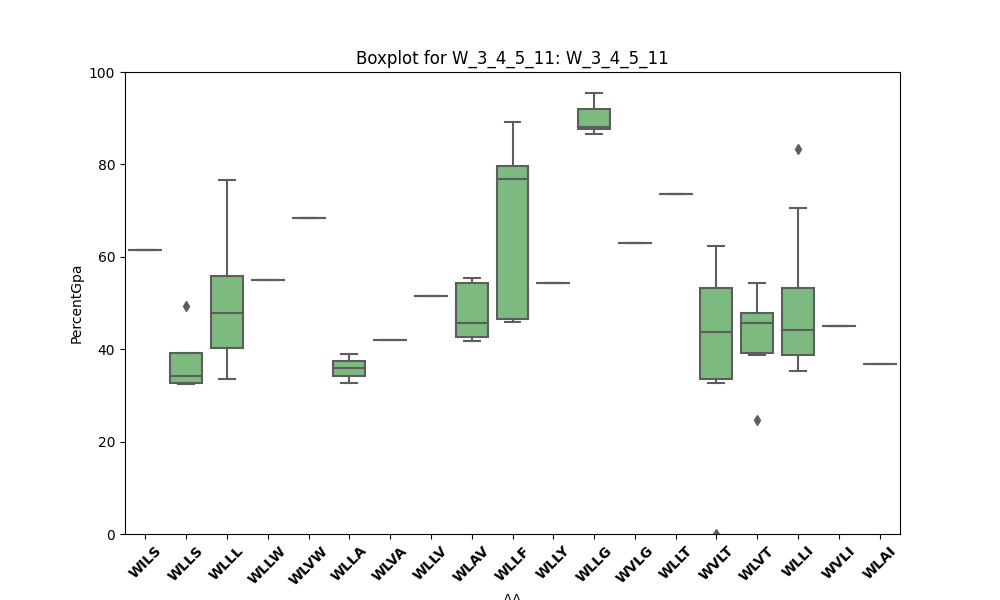 Boxplot for W_3_4_5_11: W_3_4_5_11
100
80
60
40
20
0
PercentGpa
WILS
WLLS
WLLL
WLLW
WLVW
WLLA
WLVA
WLLV
WLAV
WLLF
WLLY
WLLG
WVLG
WLLT
WVLT
WLVT
WLLI
WVLI
WLAI
AA